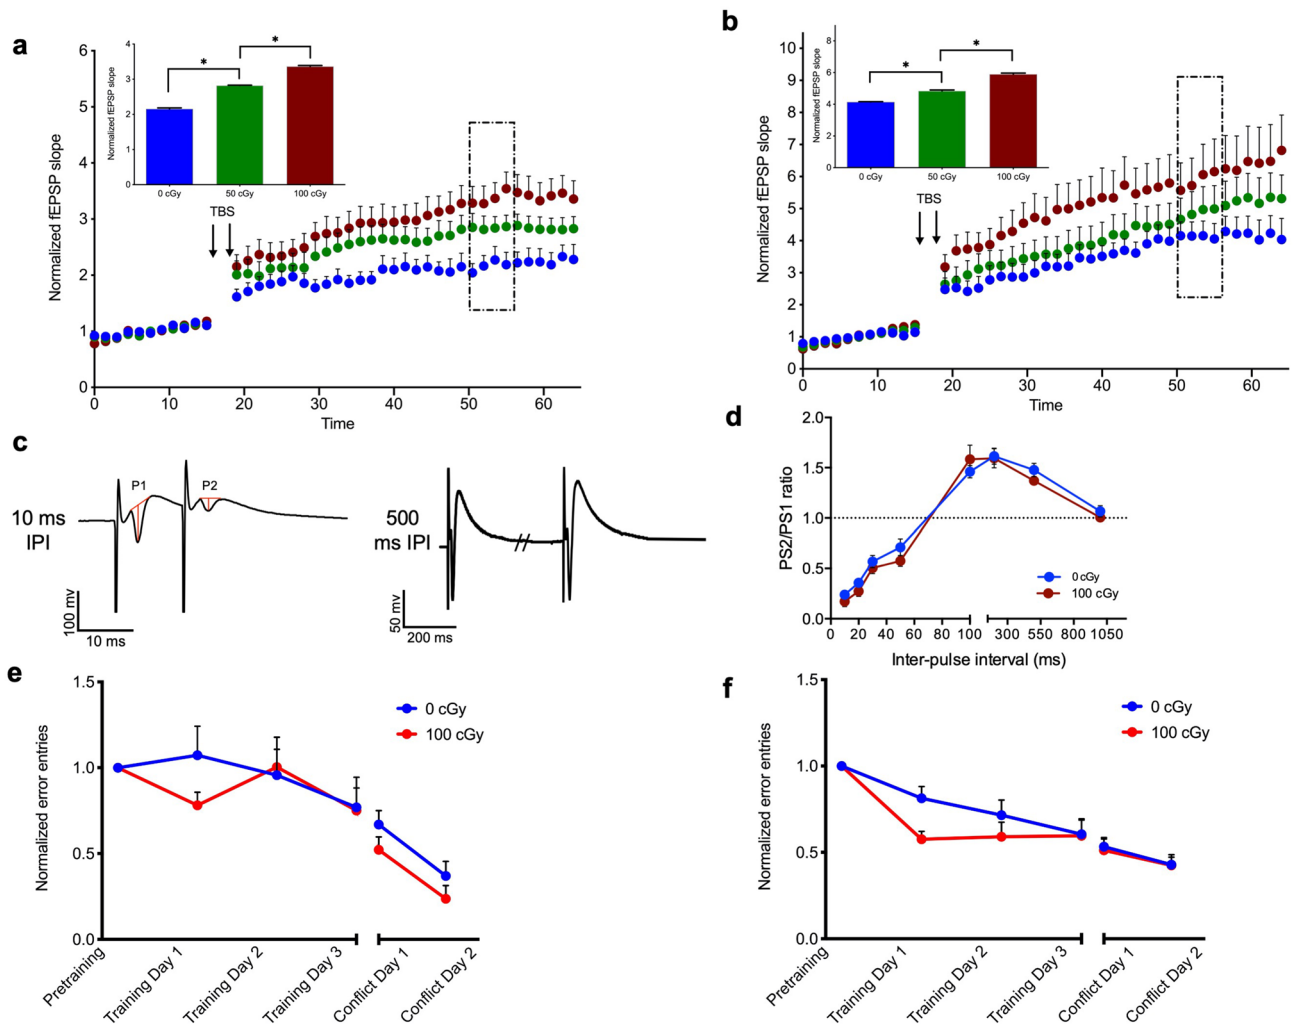 a
Normalized fEPSP slope
6
5
4
3
2
1
0
0 10 20 30 40 50 60
Time
TBS
Normalized fEPSP slope
4
3
2
1
0
0 cGy 50 cGy 100 cGy
*
*
b
Normalized fEPSP slope
10
9
8
7
6
5
4
3
2
1
0
0 10 20 30 40 50 60
Time
TBS
Normalized fEPSP slope
8
6
4
2
0
0 cGy 50 cGy 100 cGy
*
*
c
10 ms
IPI
P1
P2
100 mv
10 ms
500
ms IPI
50 mv
200 ms
d
PS2/PS1 ratio
2.0
1.5
1.0
0.5
0.0
0 20 40 60 80 100 300 550 800 1050
Inter-pulse interval (ms)
0 cGy
100 cGy
e
Normalized error entries
1.5
1.0
0.5
0.0
0 cGy
100 cGy
Pretraining
Training Day 1
Training Day 2
Training Day 3
Conflict Day 1
Conflict Day 2
f
Normalized error entries
1.5
1.0
0.5
0.0
0 cGy
100 cGy
Pretraining
Training Day 1
Training Day 2
Training Day 3
Conflict Day 1
Conflict Day 2